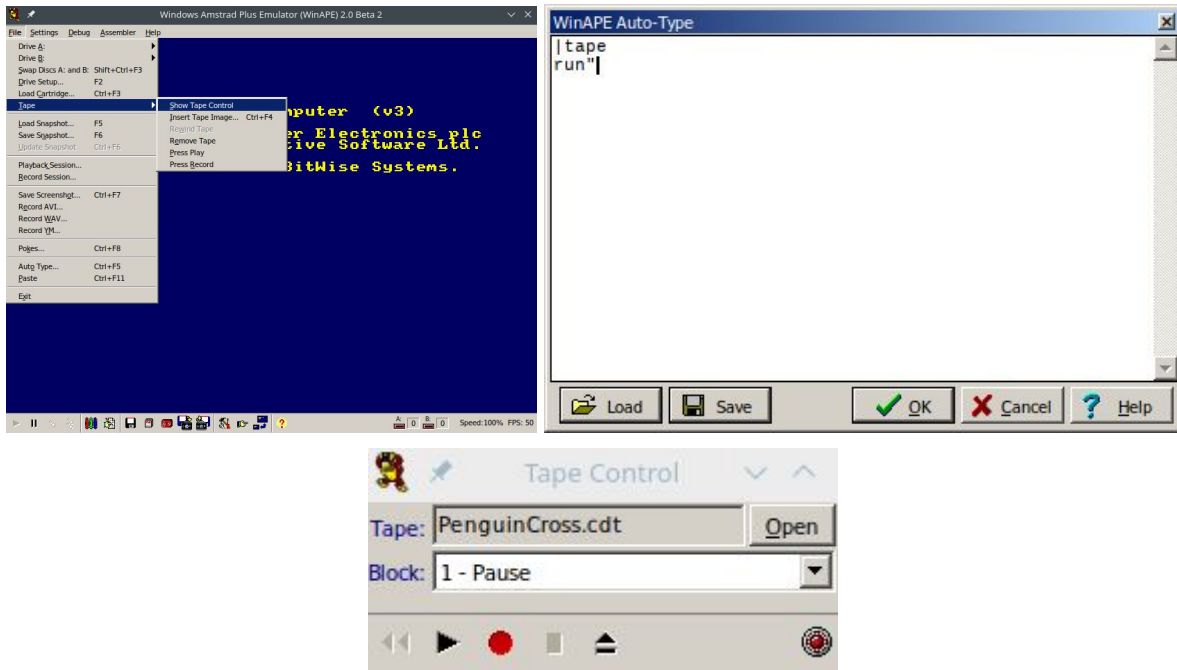 Windows Amstrad Plus Emulator (WinAPE) 2.0 Beta 2
File Settings Debug Assembler Help
Drive A:
Drive B:
Swap Discs A: and B: Shift+Ctrl+F3
Drive Setup... F2
Load Cartridge... Ctrl+F3
Tape
Load Snapshot... F5
Save Snapshot... F6
Update Snapshot Ctrl+F6
Playback Session...
Record Session...
Save Screenshot... Ctrl+F7
Record AVI...
Record WAV...
Record YM...
Pokes... Ctrl+F8
Auto Type... Ctrl+F5
Paste Ctrl+F11
Exit
Show Tape Control
Insert Tape Image... Ctrl+F4
Rewind Tape
Remove Tape
Press Play
Press Record
mputer (v3)
er Electronics plc
tive Software Ltd.
BitWise Systems.
A: 0 B: 0 Speed:100% FPS: 50
WinAPE Auto-Type
|tape
run"
Load Save OK Cancel Help
Tape Control
Tape: PenguinCross.cdt Open
Block: 1 - Pause